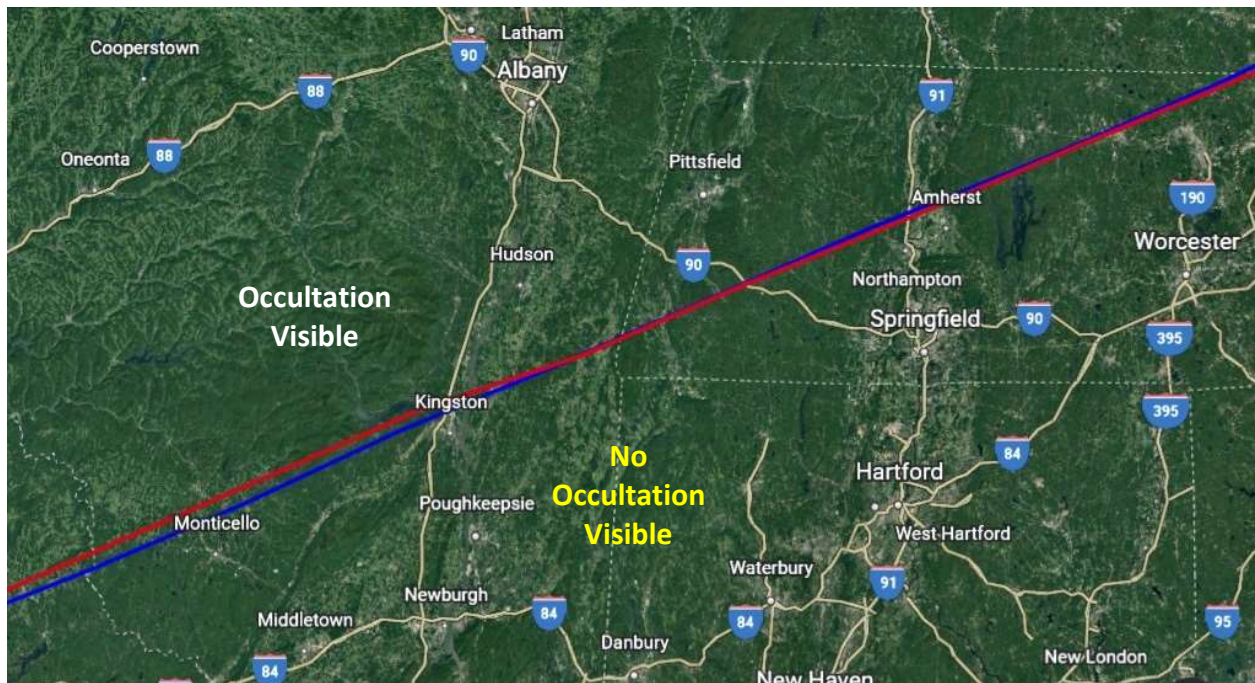 Cooperstown
Latham
90
Albany
88
91
88
Oneonta
Pittsfield
Amherst
190
Worcester
Hudson
90
Northampton
Occultation
Visible
Springfield
90
395
Kingston
395
No
Occultation
Visible
84
Hartford
Poughkeepsie
Monticello
West Hartford
Waterbury
91
Newburgh
84
84
95
Middletown
Danbury
New London
84
New Haven